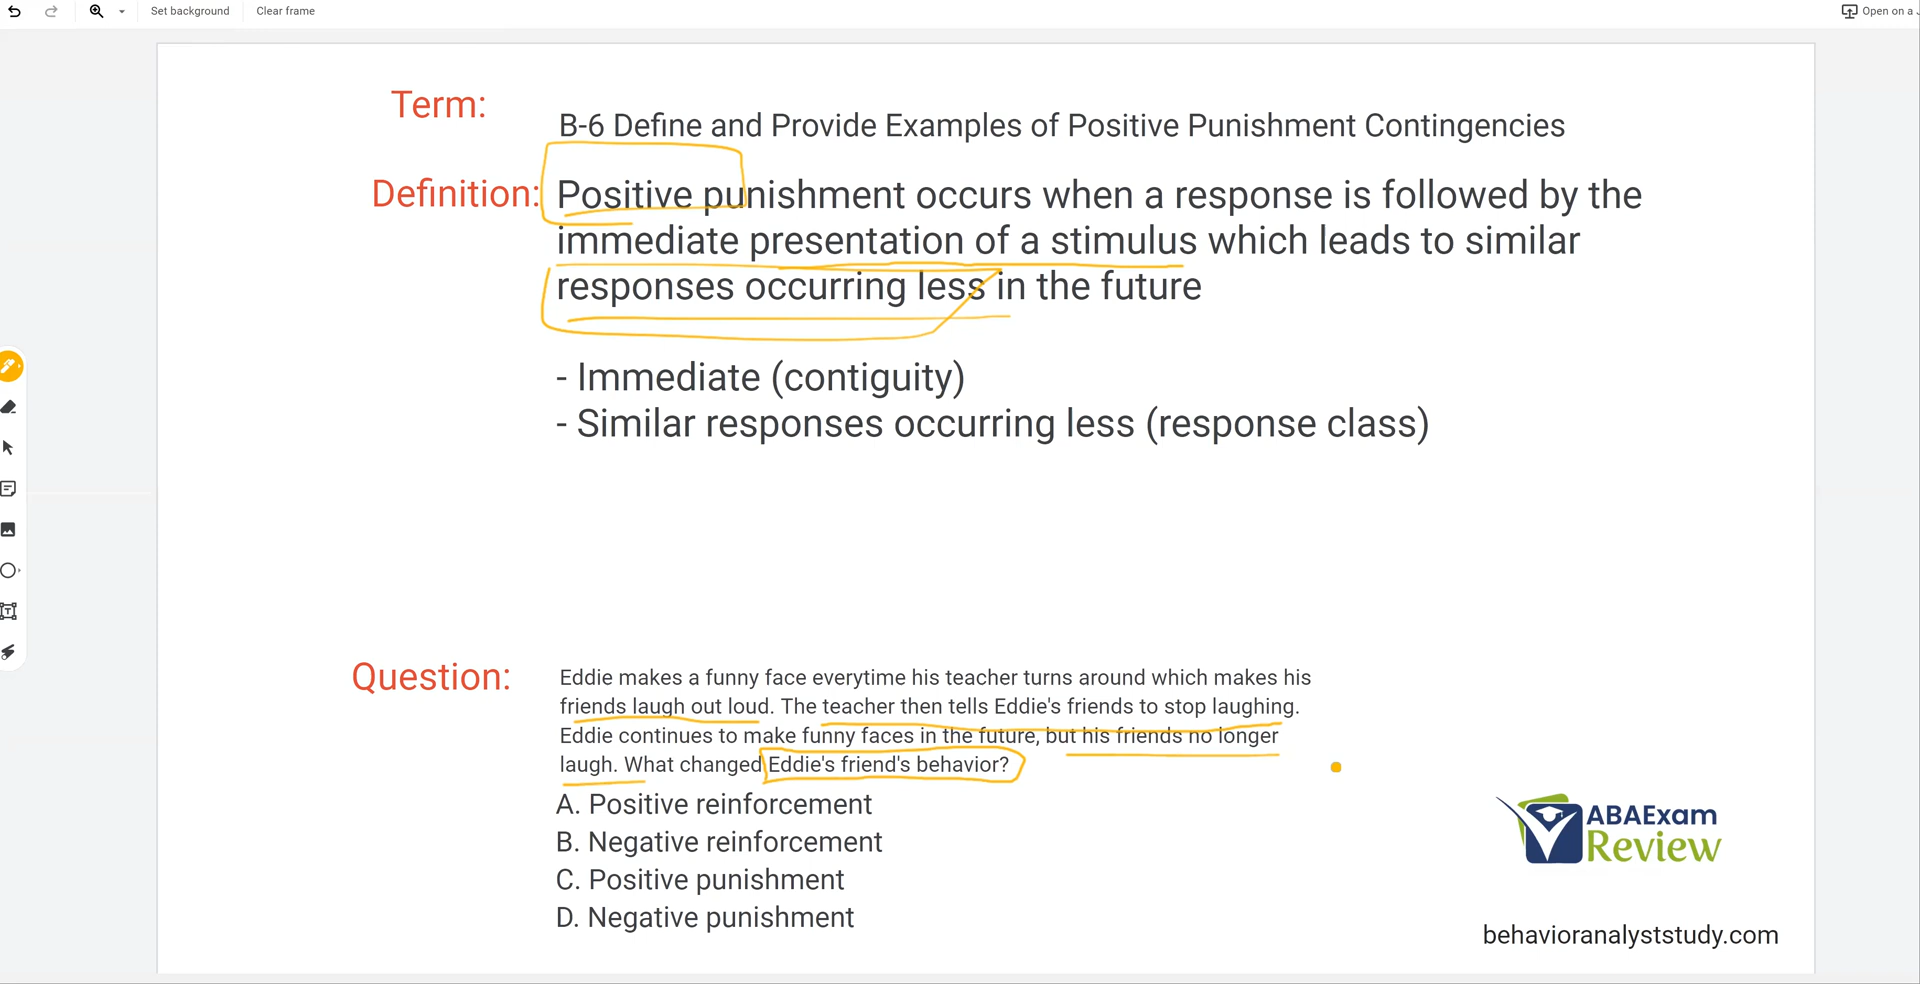 Set background
Clear frame
Open on a
Term:
B-6 Define and Provide Examples of Positive Punishment Contingencies
Definition:
Positive punishment occurs when a response is followed by the
immediate presentation of a stimulus which leads to similar
responses occurring less in the future
- Immediate (contiguity)
- Similar responses occurring less (response class)
Question:
Eddie makes a funny face everytime his teacher turns around which makes his
friends laugh out loud. The teacher then tells Eddie's friends to stop laughing.
Eddie continues to make funny faces in the future, but his friends no longer
laugh. What changed Eddie's friend's behavior?
A. Positive reinforcement
B. Negative reinforcement
C. Positive punishment
D. Negative punishment
ABAExam
Review
behavioranalyststudy.com